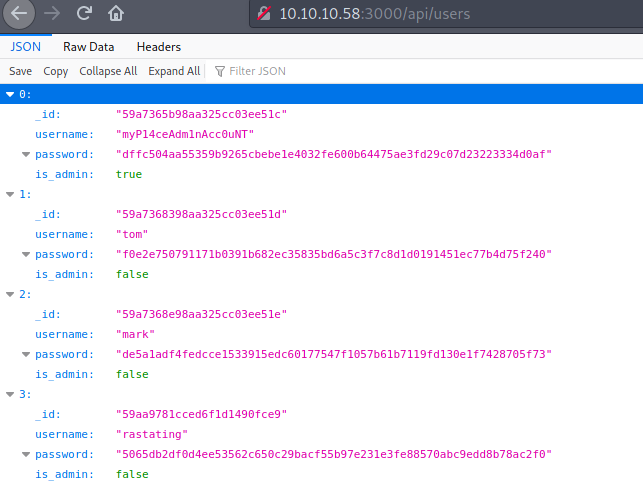 10.10.10.58:3000/api/users
JSON Raw Data Headers
Save Copy Collapse All Expand All Filter JSON
0:
_id: "59a7365b98aa325cc03ee51c"
username: "myP14ceAdm1nAcc0uNT"
password: "dffc504aa55359b9265cbebe1e4032fe600b64475ae3fd29c07d23223334d0af"
is_admin: true
1:
_id: "59a7368398aa325cc03ee51d"
username: "tom"
password: "f0e2e750791171b0391b682ec35835bd6a5c3f7c8d1d0191451ec77b4d75f240"
is_admin: false
2:
_id: "59a7368e98aa325cc03ee51e"
username: "mark"
password: "de5a1adf4fedcce1533915edc60177547f1057b61b7119fd130e1f7428705f73"
is_admin: false
3:
_id: "59aa9781cced6f1d1490fce9"
username: "rastating"
password: "5065db2df0d4ee53562c650c29bacf55b97e231e3fe88570abc9edd8b78ac2f0"
is_admin: false